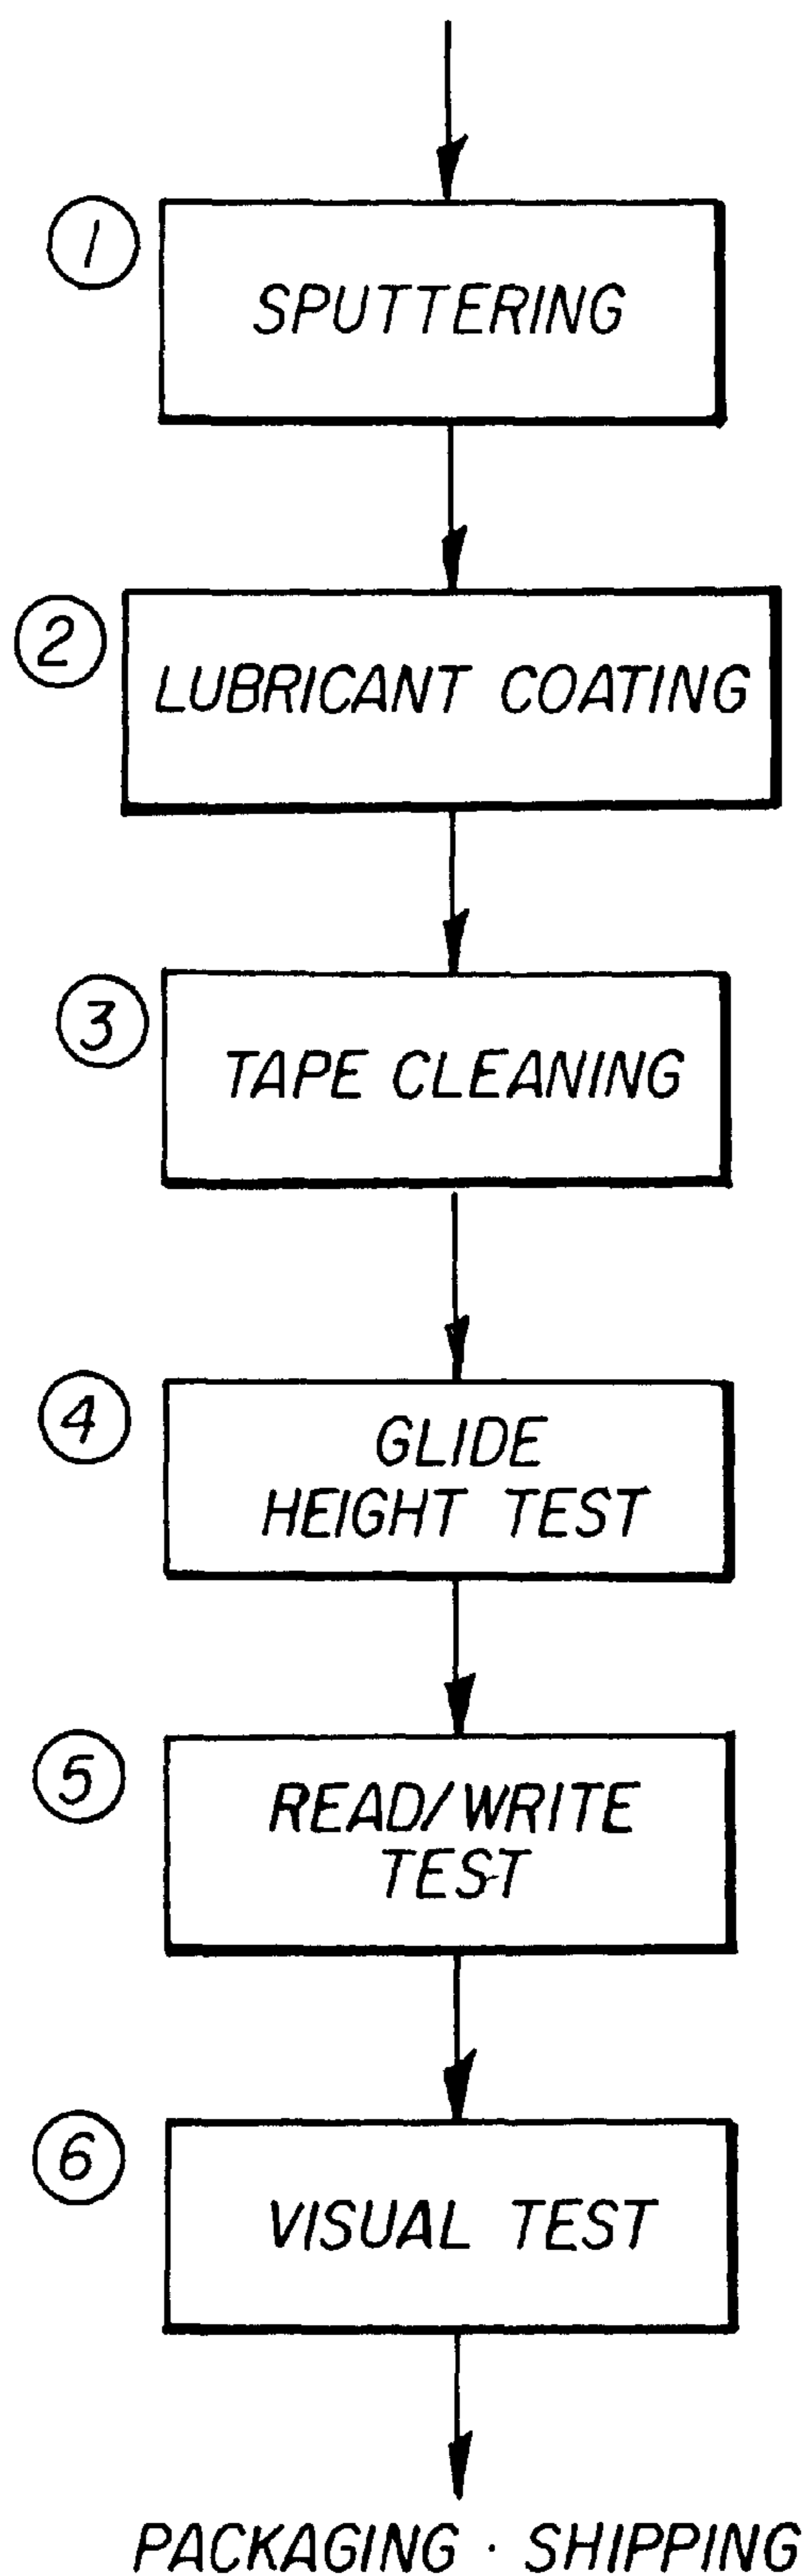 1
SPUTTERING
2
LUBRICANT COATING
3
TAPE CLEANING
4
GLIDE
HEIGHT TEST
5
READ/WRITE
TEST
6
VISUAL TEST
PACKAGING · SHIPPING